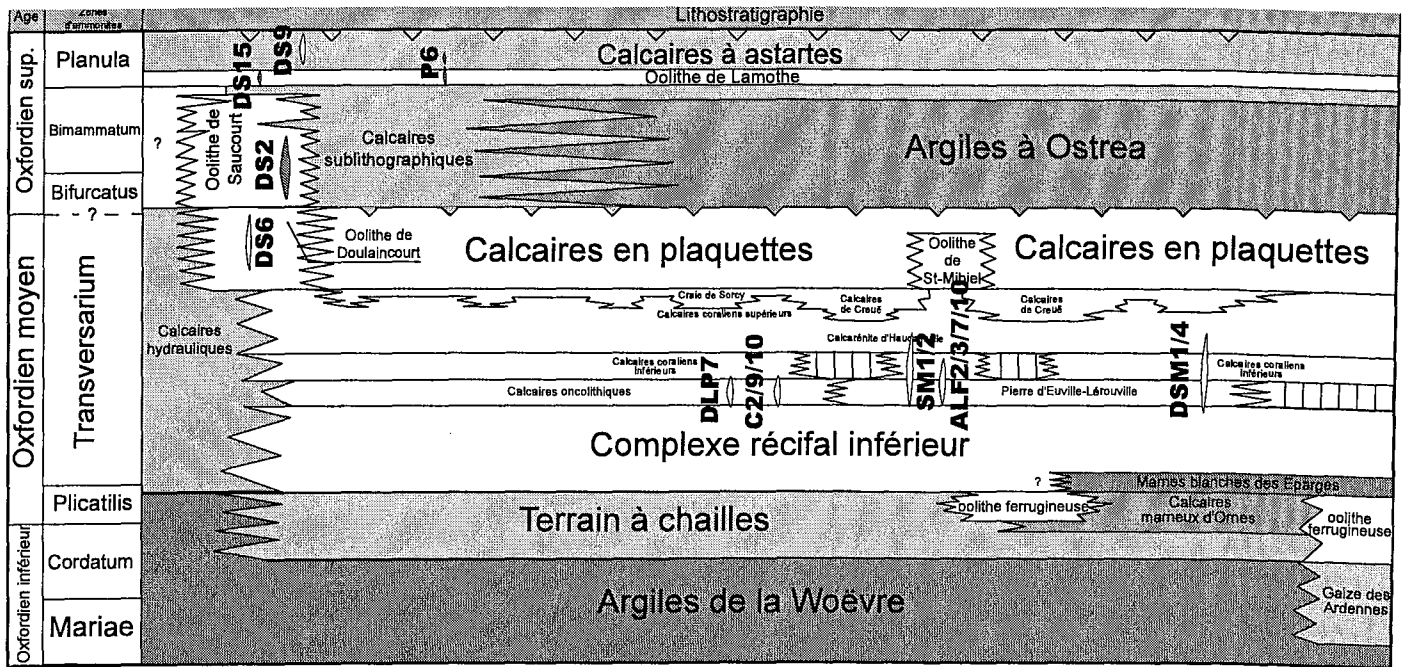 Age
Zones
d'ammonites
Lithostratigraphie
Oxfordien sup.
Planula
Bimammatum
Bifurcatus
- ? -
Oxfordien moyen
Transversarium
Plicatilis
Oxfordien inférieur
Cordatum
Mariae
DS15
DS9
P6
Calcaires à astartes
Oolithe de Lamothe
?
Oolithe de
Saucourt
DS2
Calcaires
sublithographiques
Argiles à Ostrea
DS6
Oolithe de
Doulaincourt
Calcaires en plaquettes
Oolithe
de
St-Mihiel
Calcaires en plaquettes
Calcaires
hydrauliques
Craie de Sorcy
Calcaires coraliens supérieurs
Calcaires
de Creuë
Calcaires
de Creuë
Calcarénite d'Haud
Calcaires coraliens
Inférieurs
Calcaires coraliens
Inférieurs
Calcaires oncolithiques
DLP7
C2/9/10
SM1/2
ALF2/3/7/10
Pierre d'Euville-Lérouville
DSM1/4
Complexe récifal inférieur
?
Marnes blanches des Eparges
oolithe ferrugineuse
Calcaires
marneux d'Ornes
oolithe
ferrugineuse
Terrain à chailles
Argiles de la Woëvre
Gaize des
Ardennes